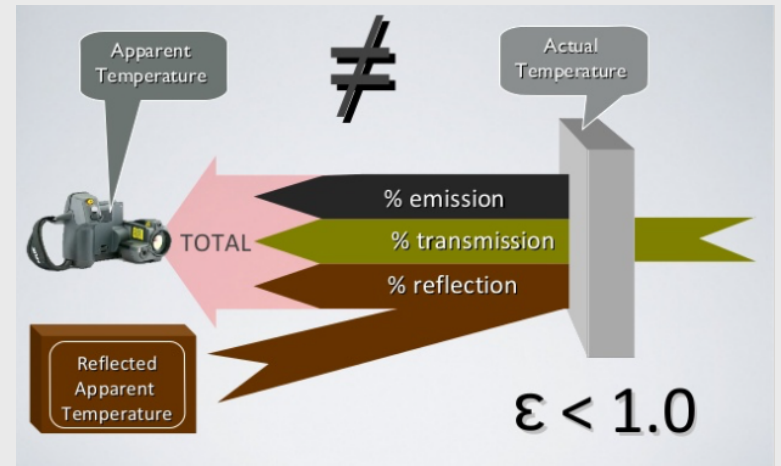 Apparent
Temperature
≠
Actual
Temperature
% emission
TOTAL
% transmission
% reflection
Reflected
Apparent
Temperature
ε < 1.0